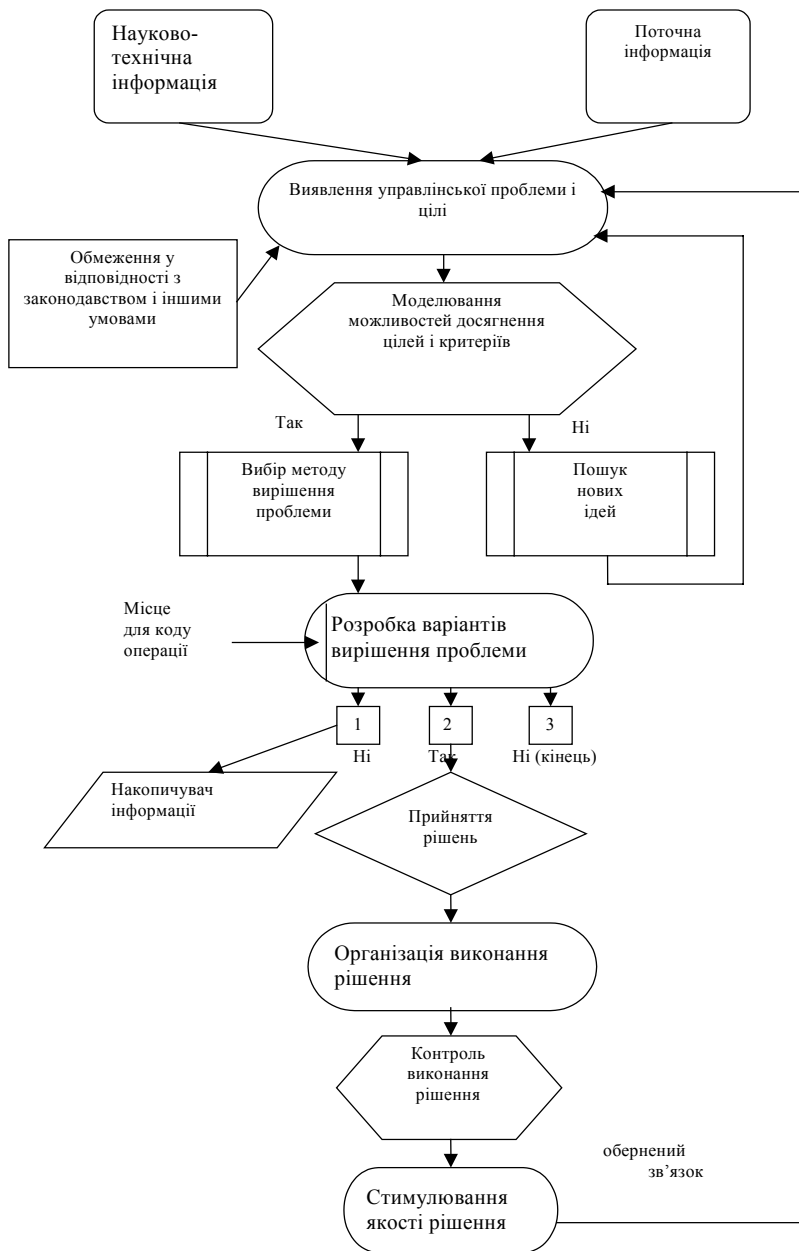 Науково-
технічна
інформація
Поточна
інформація
Виявлення управлінської проблеми і
цілі
Обмеження у
відповідності з
законодавством і іншими
умовами
Моделювання
можливостей досягнення
цілей і критеріїв
Так
Ні
Вибір методу
вирішення
проблеми
Пошук
нових
ідей
Місце
для коду
операції
Розробка варіантів
вирішення проблеми
1
2
3
Ні
Так
Ні (кінець)
Накопичувач
інформації
Прийняття
рішень
Організація виконання
рішення
Контроль
виконання
рішення
обернений
зв’язок
Стимулювання
якості рішення